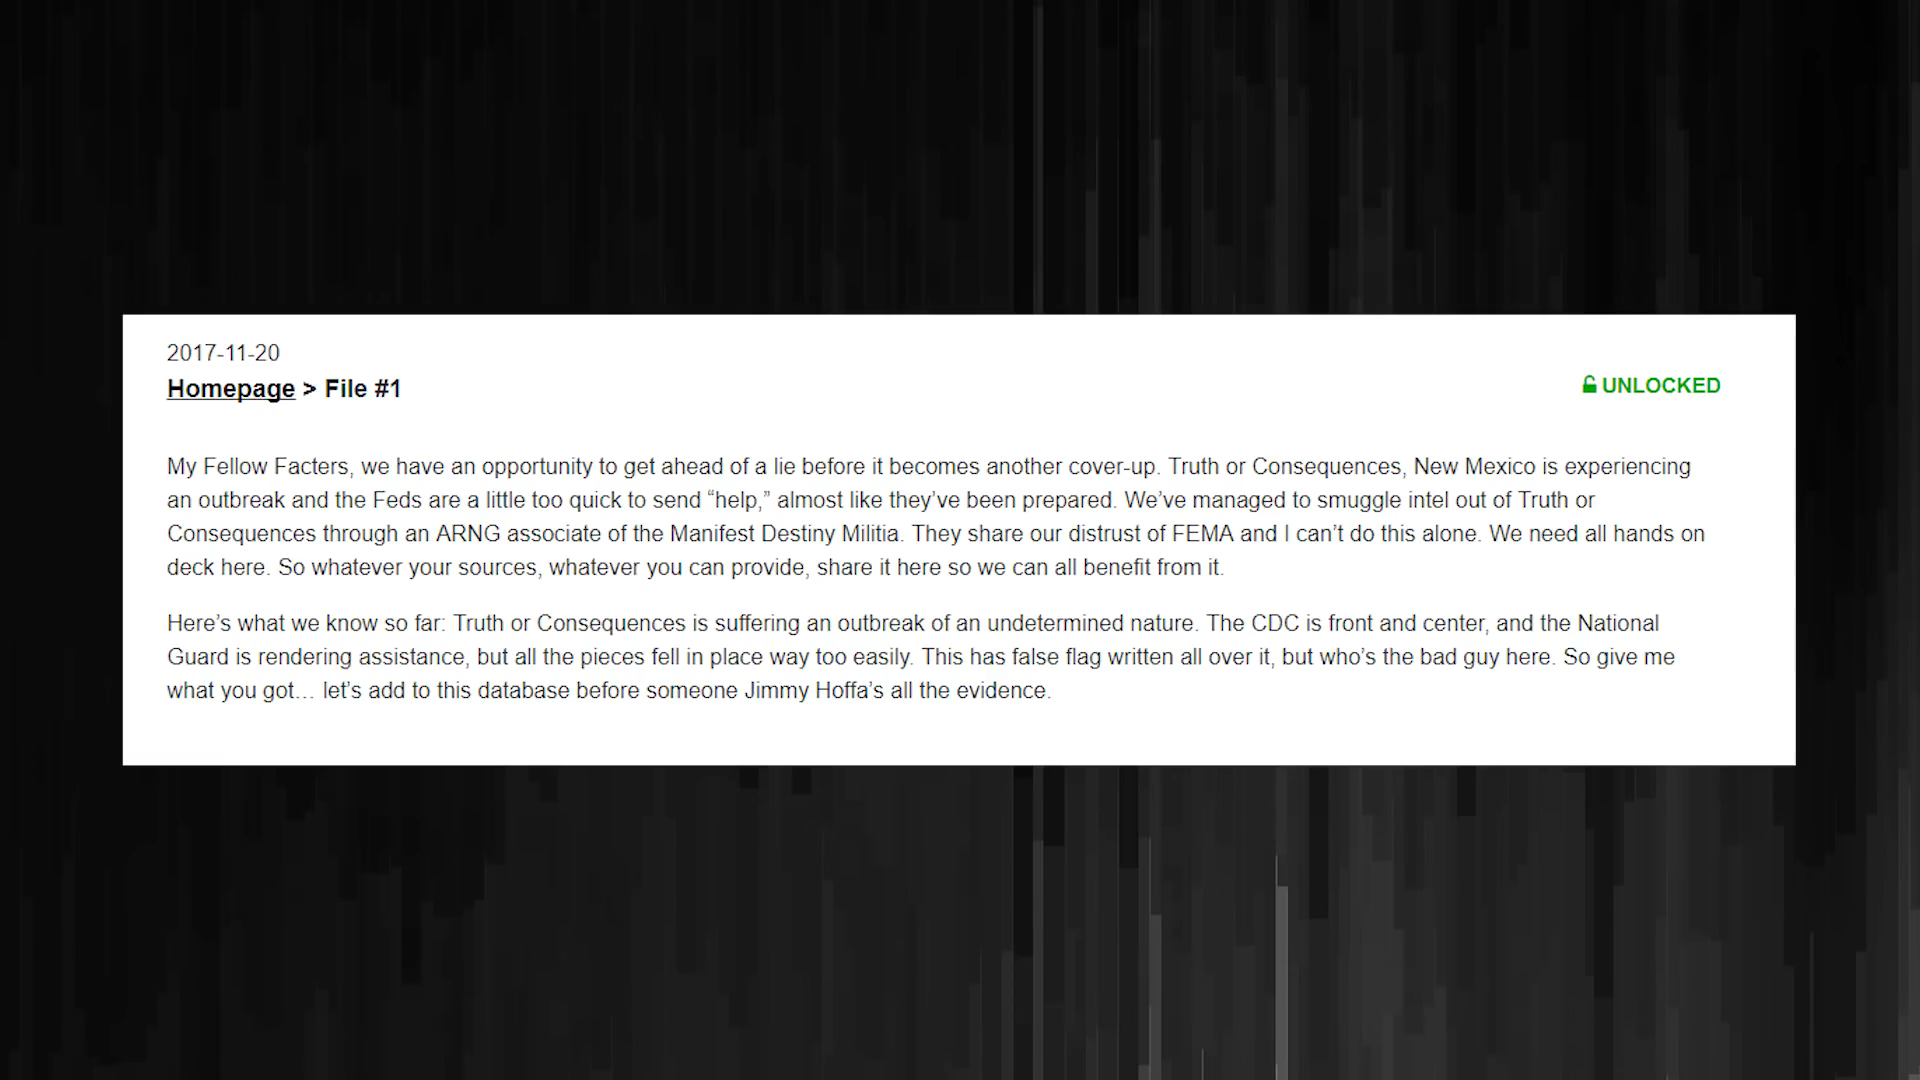 2017-11-20
Homepage > File #1
UNLOCKED
My Fellow Facters, we have an opportunity to get ahead of a lie before it becomes another cover-up. Truth or Consequences, New Mexico is experiencing
an outbreak and the Feds are a little too quick to send “help,” almost like they’ve been prepared. We’ve managed to smuggle intel out of Truth or
Consequences through an ARNG associate of the Manifest Destiny Militia. They share our distrust of FEMA and I can’t do this alone. We need all hands on
deck here. So whatever your sources, whatever you can provide, share it here so we can all benefit from it.
Here’s what we know so far: Truth or Consequences is suffering an outbreak of an undetermined nature. The CDC is front and center, and the National
Guard is rendering assistance, but all the pieces fell in place way too easily. This has false flag written all over it, but who’s the bad guy here. So give me
what you got… let’s add to this database before someone Jimmy Hoffa’s all the evidence.